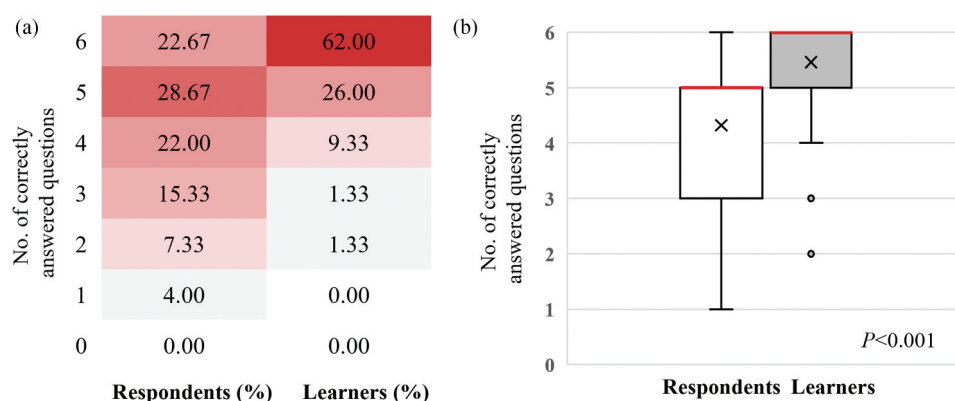 (a)
No. of correctly
answered questions
6 22.67 62.00
5 28.67 26.00
4 22.00 9.33
3 15.33 1.33
2 7.33 1.33
1 4.00 0.00
0 0.00 0.00
Respondents (%) Learners (%)
(b)
No. of correctly
answered questions
6
5
4
3
2
1
0
P<0.001
Respondents Learners